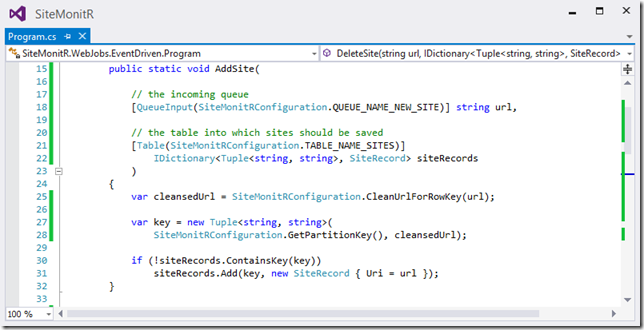 SiteMonitR
Program.cs
SiteMonitR.WebJobs.EventDriven.Program
DeleteSite(string url, IDictionary<Tuple<string, string>, SiteRecord>
15 public static void AddSite(
16
17 // the incoming queue
18 [QueueInput(SiteMonitRConfiguration.QUEUE_NAME_NEW_SITE)] string url,
19
20 // the table into which sites should be saved
21 [Table(SiteMonitRConfiguration.TABLE_NAME_SITES)]
22 IDictionary<Tuple<string, string>, SiteRecord> siteRecords
23 )
24 {
25 var cleansedUrl = SiteMonitRConfiguration.CleanUrlForRowKey(url);
26
27 var key = new Tuple<string, string>(
28 SiteMonitRConfiguration.GetPartitionKey(), cleansedUrl);
29
30 if (!siteRecords.ContainsKey(key))
31 siteRecords.Add(key, new SiteRecord { Uri = url });
32 }
33
100 %